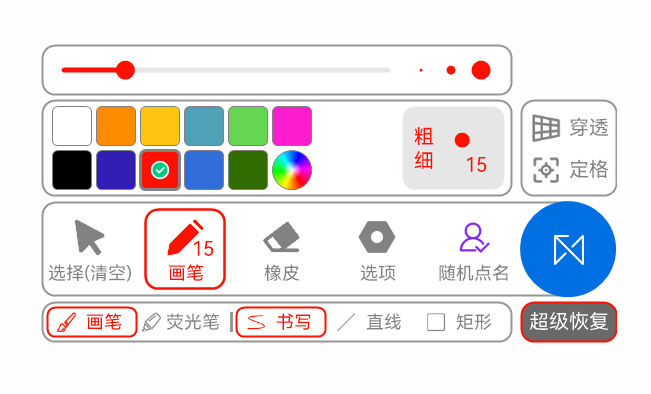 粗
细
15
穿透
定格
15
选择(清空)
画笔
橡皮
选项
随机点名
画笔
荧光笔
书写
直线
矩形
超级恢复